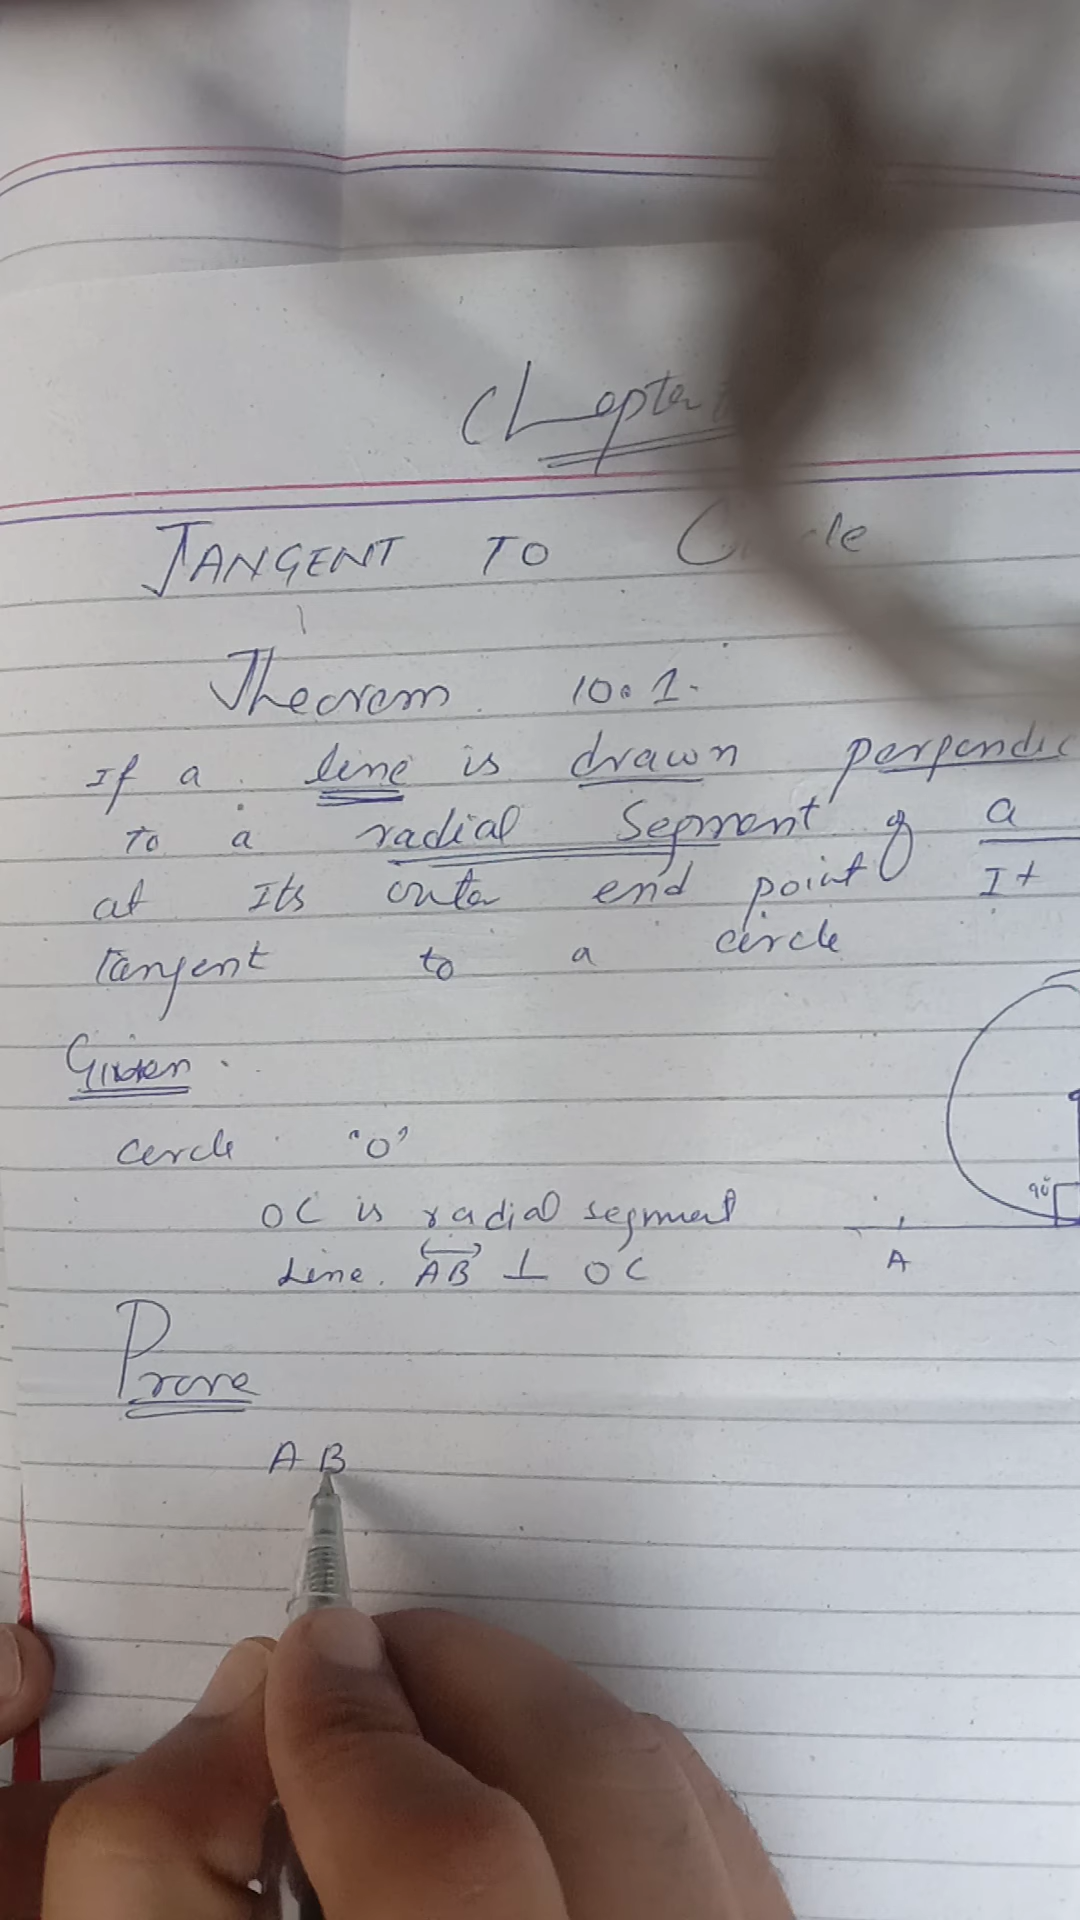 Chapter
TANGENT TO Circle
Theorem 10.1.
If a line is drawn perpendic
To a radial Segment of a
at Its outer end point It
tangent to a circle
Given
circle 'O'
OC is radial segment
Line. AB ⊥ OC
90°
A
Prove
AB